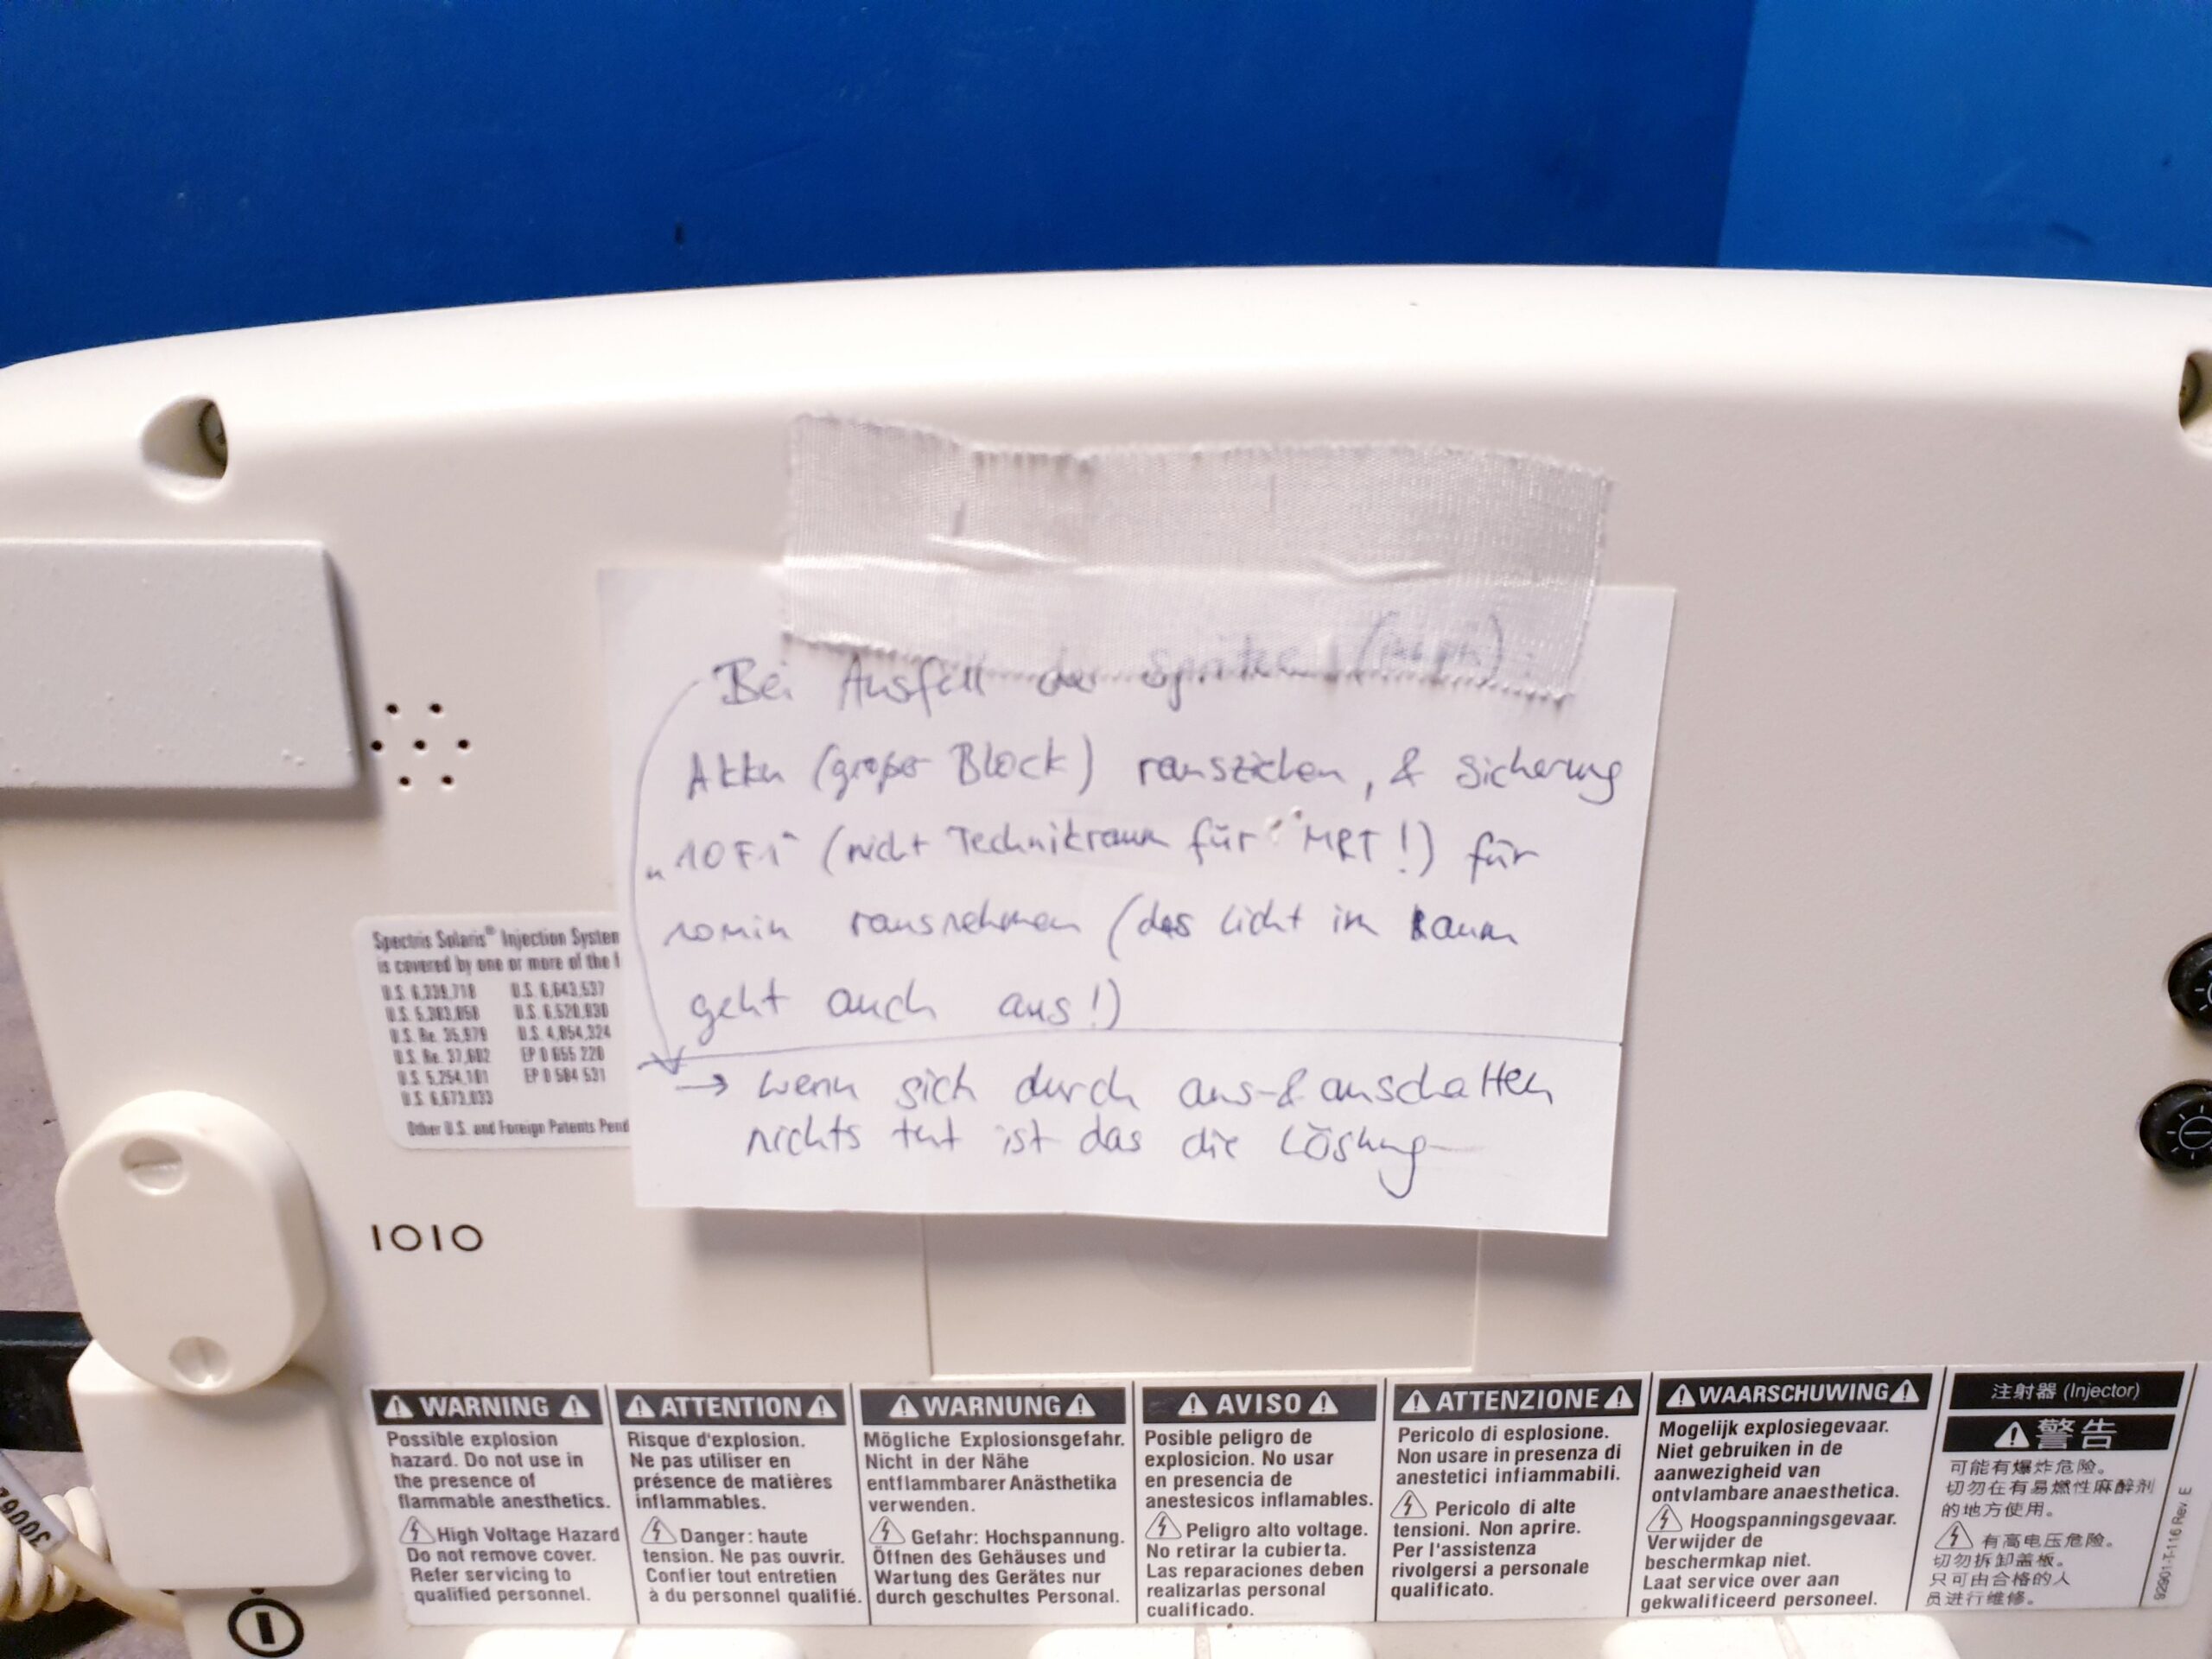 Bei Ausfall der Spritze
Akku (großer Block) rausziehen, & Sicherung
„10F1“ (nicht Technikraum für MRT!) für
10min rausnehmen (das Licht im Raum
geht auch aus!)
→ wenn sich durch aus- & anschalten
nichts tut ist das die Lösung
Spectris Solaris® Injection System
is covered by one or more of the f
U.S. 6,339,718 U.S. 6,643,537
U.S. 5,383,858 U.S. 6,520,930
U.S. Re. 35,979 U.S. 4,854,324
U.S. Re. 37,602 EP 0 655 220
U.S. 5,254,101 EP 0 584 531
U.S. 6,673,033
Other U.S. and Foreign Patents Pend
IOIO
WARNING
Possible explosion
hazard. Do not use in
the presence of
flammable anesthetics.
High Voltage Hazard
Do not remove cover.
Refer servicing to
qualified personnel.
ATTENTION
Risque d'explosion.
Ne pas utiliser en
présence de matières
inflammables.
Danger: haute
tension. Ne pas ouvrir.
Confier tout entretien
à du personnel qualifié.
WARNUNG
Mögliche Explosionsgefahr.
Nicht in der Nähe
entflammbarer Anästhetika
verwenden.
Gefahr: Hochspannung.
Öffnen des Gehäuses und
Wartung des Gerätes nur
durch geschultes Personal.
AVISO
Posible peligro de
explosicion. No usar
en presencia de
anestesicos inflamables.
Peligro alto voltage.
No retirar la cubierta.
Las reparaciones deben
realizarlas personal
cualificado.
ATTENZIONE
Pericolo di esplosione.
Non usare in presenza di
anestetici infiammabili.
Pericolo di alte
tensioni. Non aprire.
Per l'assistenza
rivolgersi a personale
qualificato.
WAARSCHUWING
Mogelijk explosiegevaar.
Niet gebruiken in de
aanwezigheid van
ontvlambare anaesthetica.
Hoogspanningsgevaar.
Verwijder de
beschermkap niet.
Laat service over aan
gekwalificeerd personeel.
注射器 (Injector)
警告
可能有爆炸危险。
切勿在有易燃性麻醉剂
的地方使用。
有高电压危险。
切勿拆卸盖板。
只可由合格的人
员进行维修。
92901-T-116 Rev. E